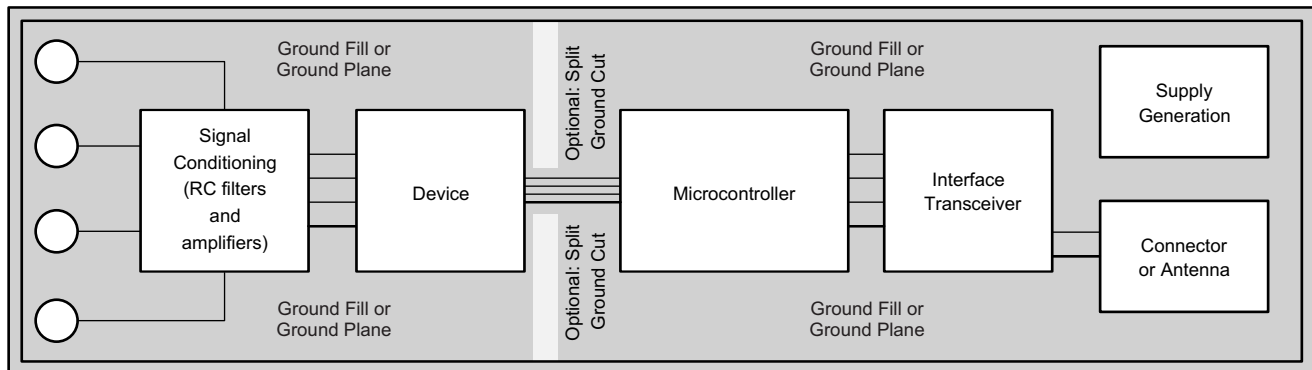 Ground Fill or
Ground Plane
Optional: Split
Ground Cut
Ground Fill or
Ground Plane
Supply
Generation
Signal
Conditioning
(RC filters
and
amplifiers)
Device
Microcontroller
Interface
Transceiver
Connector
or Antenna
Ground Fill or
Ground Plane
Optional: Split
Ground Cut
Ground Fill or
Ground Plane